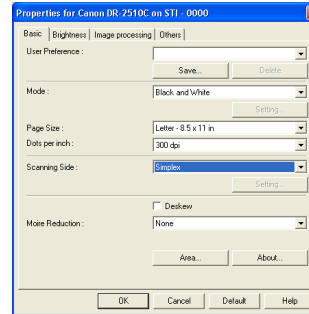 Properties for Canon DR-2510C on STI - 0000
Basic Brightness Image processing Others
User Preference :
Save... Delete
Mode : Black and White
Setting...
Page Size : Letter - 8.5 x 11 in
Dots per inch : 300 dpi
Scanning Side : Simplex
Setting...
Deskew
Moire Reduction : None
Area... About...
OK Cancel Default Help